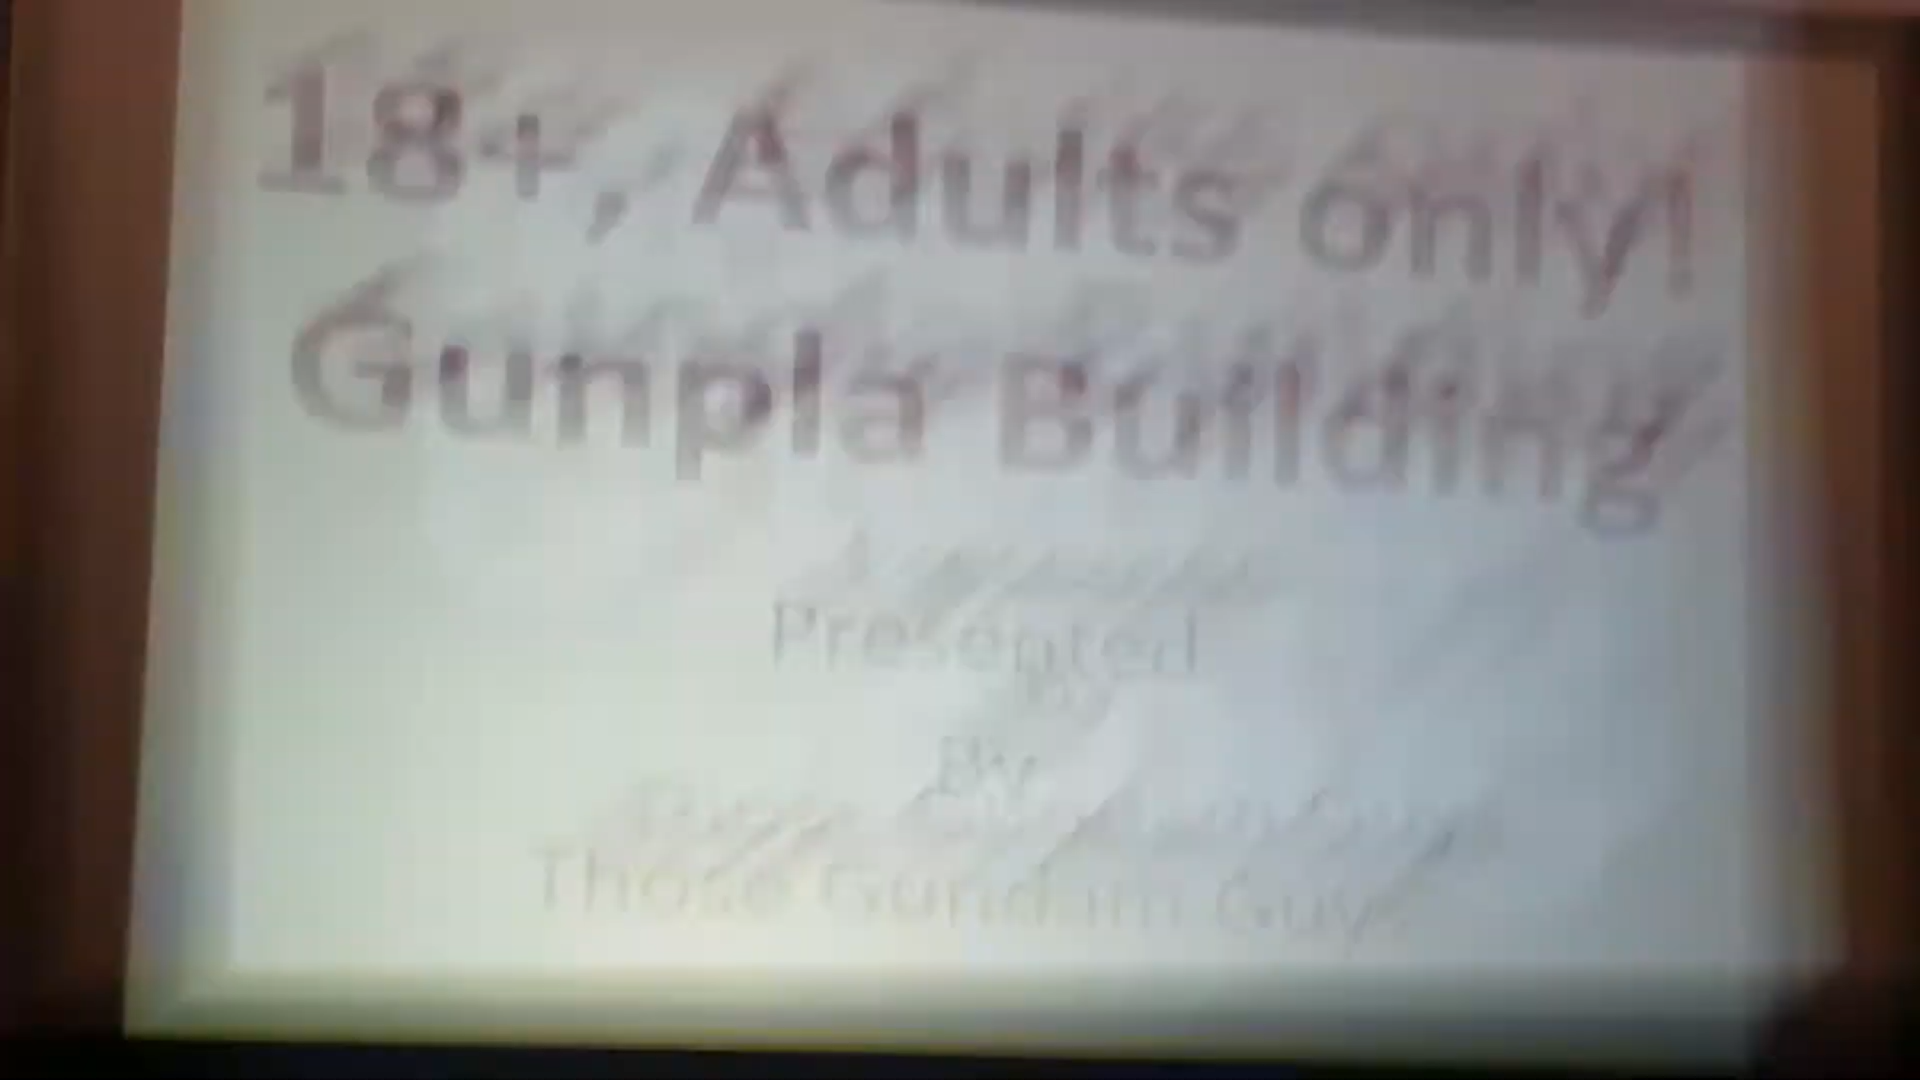 18+, Adults only!
Gunpla Building
Presented
By
Those Gundam Guys